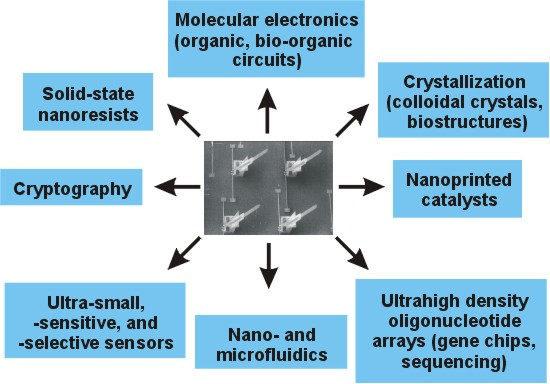 Molecular electronics
(organic, bio-organic
circuits)
Solid-state
nanoresists
Crystallization
(colloidal crystals,
biostructures)
Cryptography
Nanoprinted
catalysts
Ultra-small,
-sensitive, and
-selective sensors
Nano- and
microfluidics
Ultrahigh density
oligonucleotide
arrays (gene chips,
sequencing)